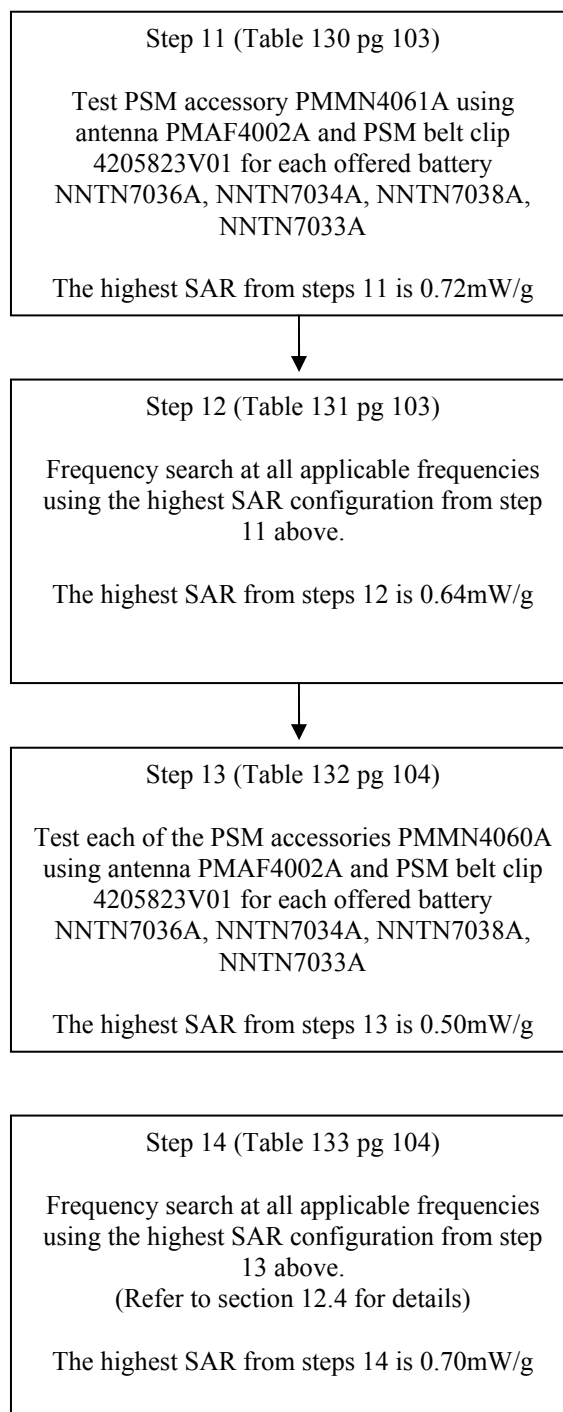 Step 11 (Table 130 pg 103)
Test PSM accessory PMMN4061A using
antenna PMAF4002A and PSM belt clip
4205823V01 for each offered battery
NNTN7036A, NNTN7034A, NNTN7038A,
NNTN7033A
The highest SAR from steps 11 is 0.72mW/g
Step 12 (Table 131 pg 103)
Frequency search at all applicable frequencies
using the highest SAR configuration from step
11 above.
The highest SAR from steps 12 is 0.64mW/g
Step 13 (Table 132 pg 104)
Test each of the PSM accessories PMMN4060A
using antenna PMAF4002A and PSM belt clip
4205823V01 for each offered battery
NNTN7036A, NNTN7034A, NNTN7038A,
NNTN7033A
The highest SAR from steps 13 is 0.50mW/g
Step 14 (Table 133 pg 104)
Frequency search at all applicable frequencies
using the highest SAR configuration from step
13 above.
(Refer to section 12.4 for details)
The highest SAR from steps 14 is 0.70mW/g